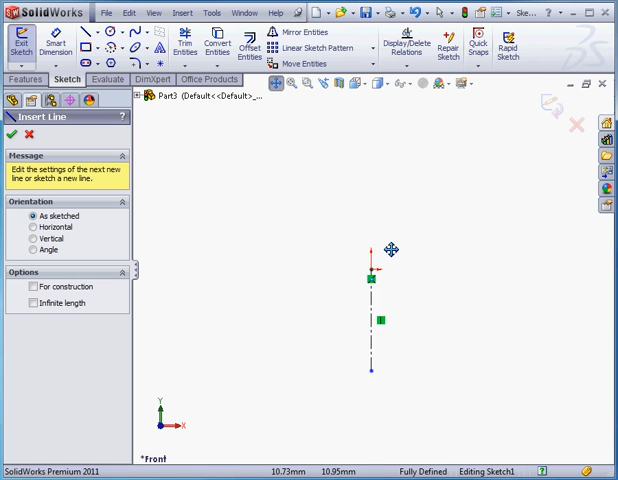 SolidWorks File Edit View Insert Tools Window Help Ske...
Exit Sketch
Smart Dimension
Trim Entities
Convert Entities
Offset Entities
Mirror Entities
Linear Sketch Pattern
Move Entities
Display/Delete Relations
Repair Sketch
Quick Snaps
Rapid Sketch
Features Sketch Evaluate DimXpert Office Products
Part3 (Default<<Default>_...
Insert Line ?
Message
Edit the settings of the next new
line or sketch a new line.
Orientation
As sketched
Horizontal
Vertical
Angle
Options
For construction
Infinite length
Y
X
*Front
SolidWorks Premium 2011 10.73mm 10.95mm Fully Defined Editing Sketch1 ?